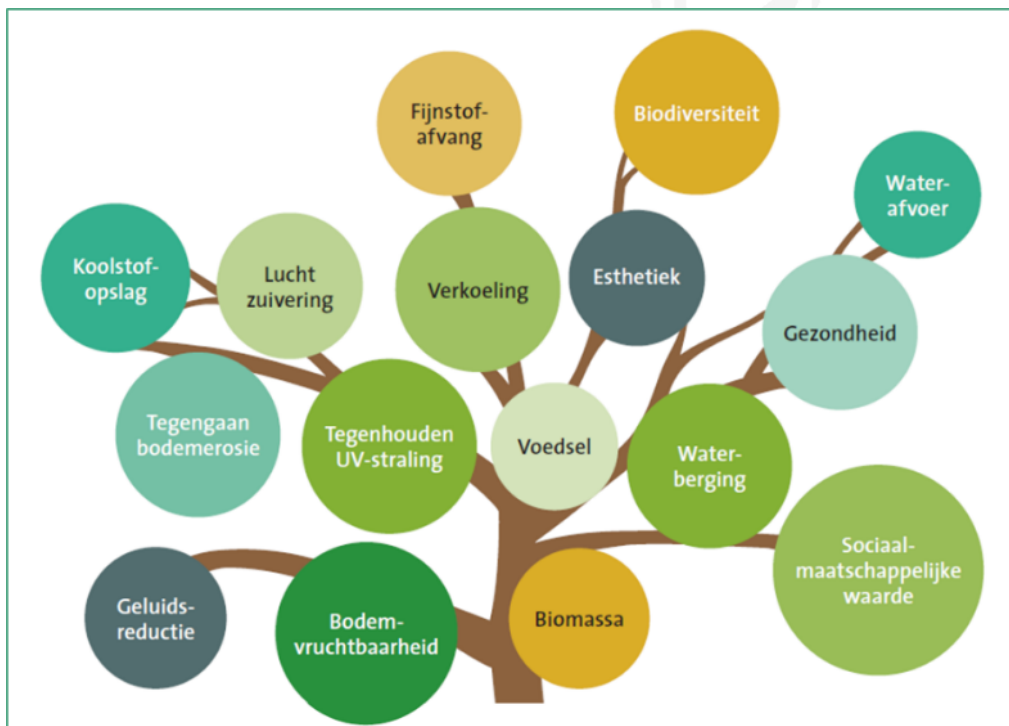 Fijnstof-
afvang
Biodiversiteit
Water-
afvoer
Koolstof-
opslag
Lucht
zuivering
Verkoeling
Esthetiek
Gezondheid
Tegengaan
bodemerosie
Tegenhouden
UV-straling
Voedsel
Water-
berging
Sociaal-
maatschappelijke
waarde
Geluids-
reductie
Bodem-
vruchtbaarheid
Biomassa